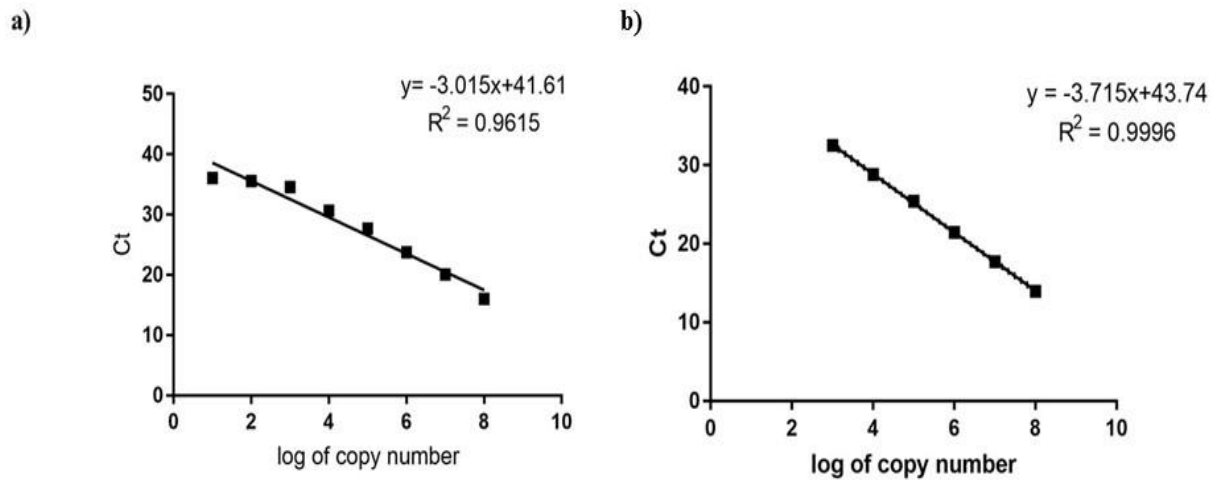 a)
y= -3.015x+41.61
R² = 0.9615
50
40
30
20
10
0
Ct
0 2 4 6 8 10
log of copy number
b)
y = -3.715x+43.74
R² = 0.9996
40
30
20
10
0
Ct
0 2 4 6 8 10
log of copy number